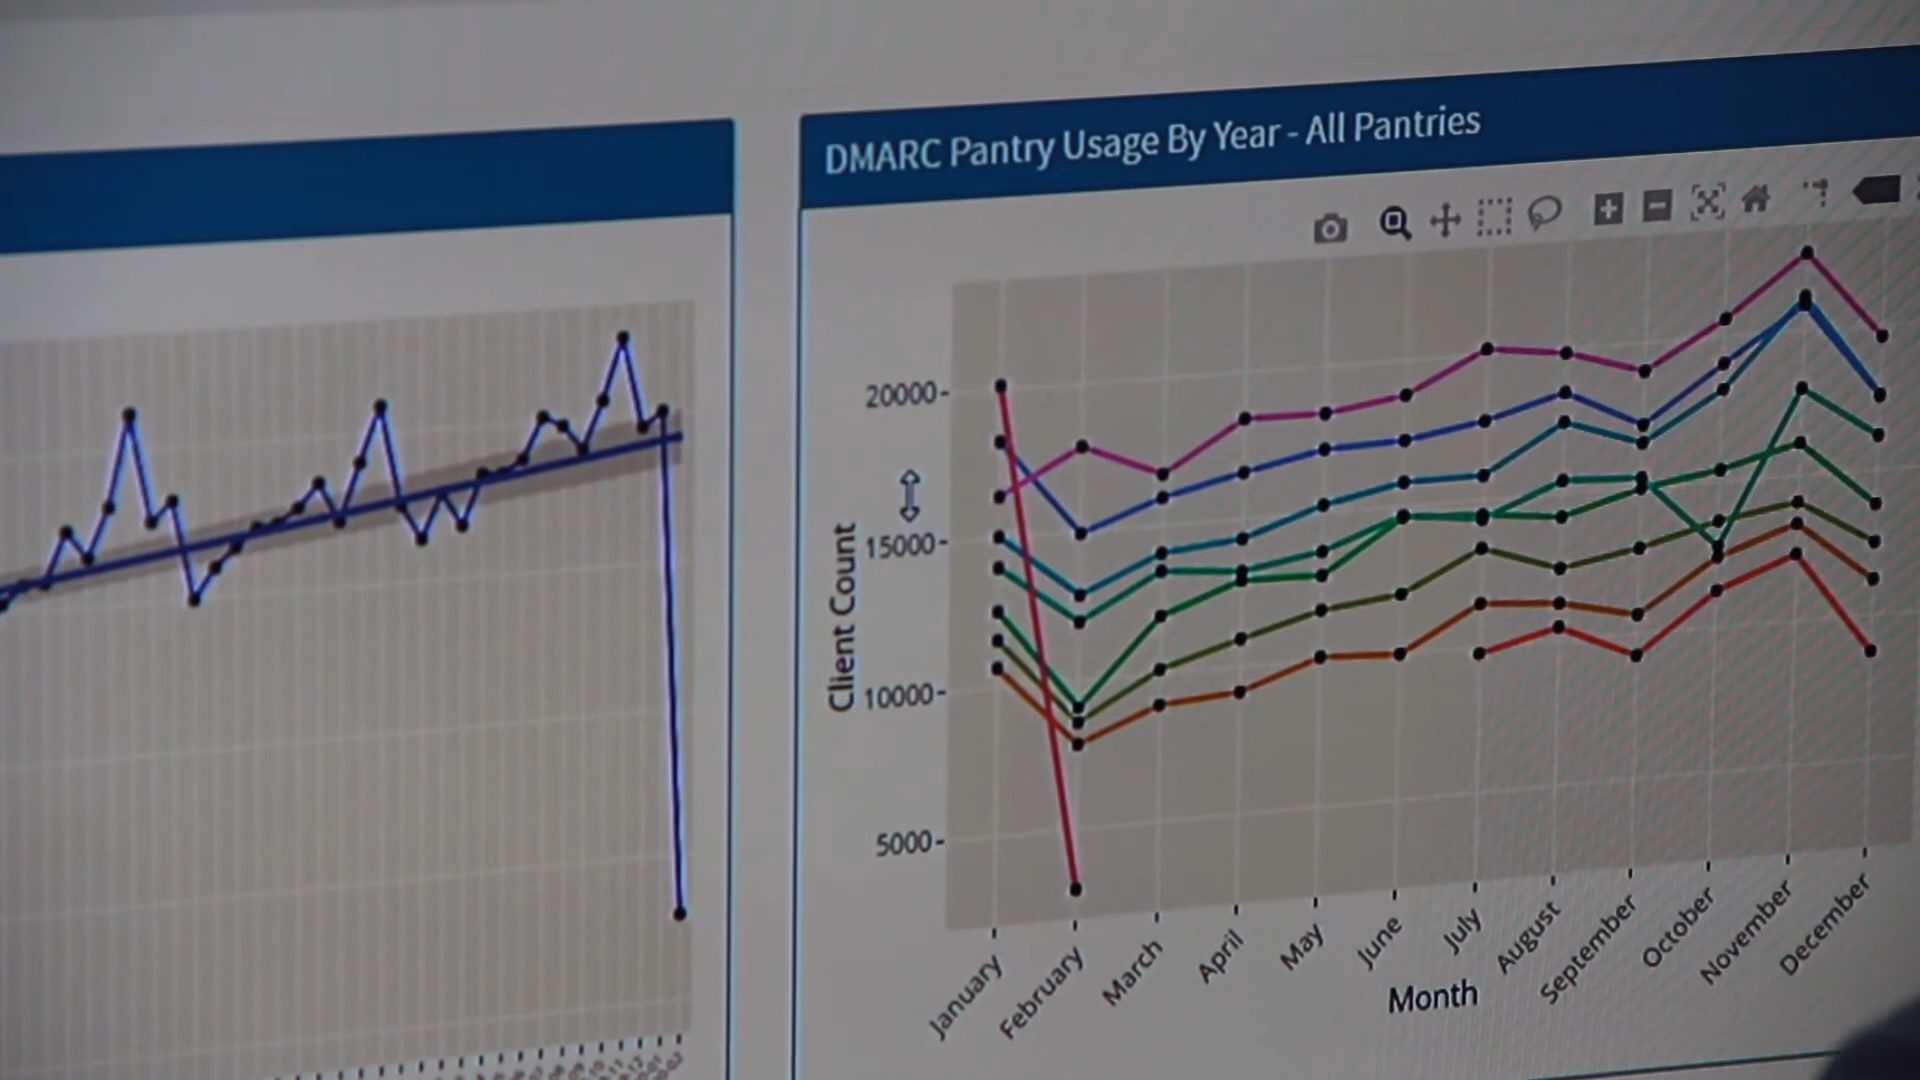 DMARC Pantry Usage By Year - All Pantries
20000
15000
10000
5000
Client Count
January
February
March
April
May
June
July
August
September
October
November
December
Month